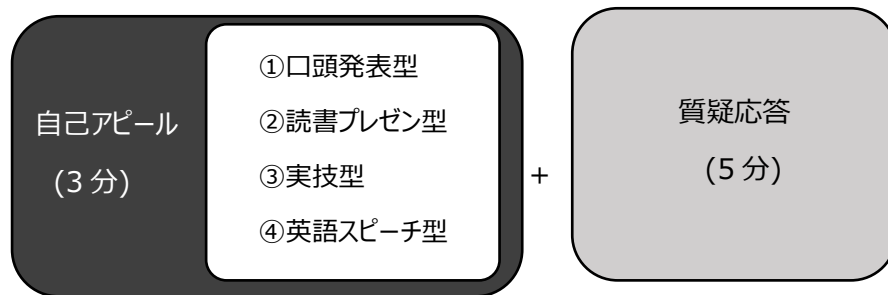 自己アピール
(3 分)
①口頭発表型
②読書プレゼン型
③実技型
④英語スピーチ型
+
質疑応答
(5 分)